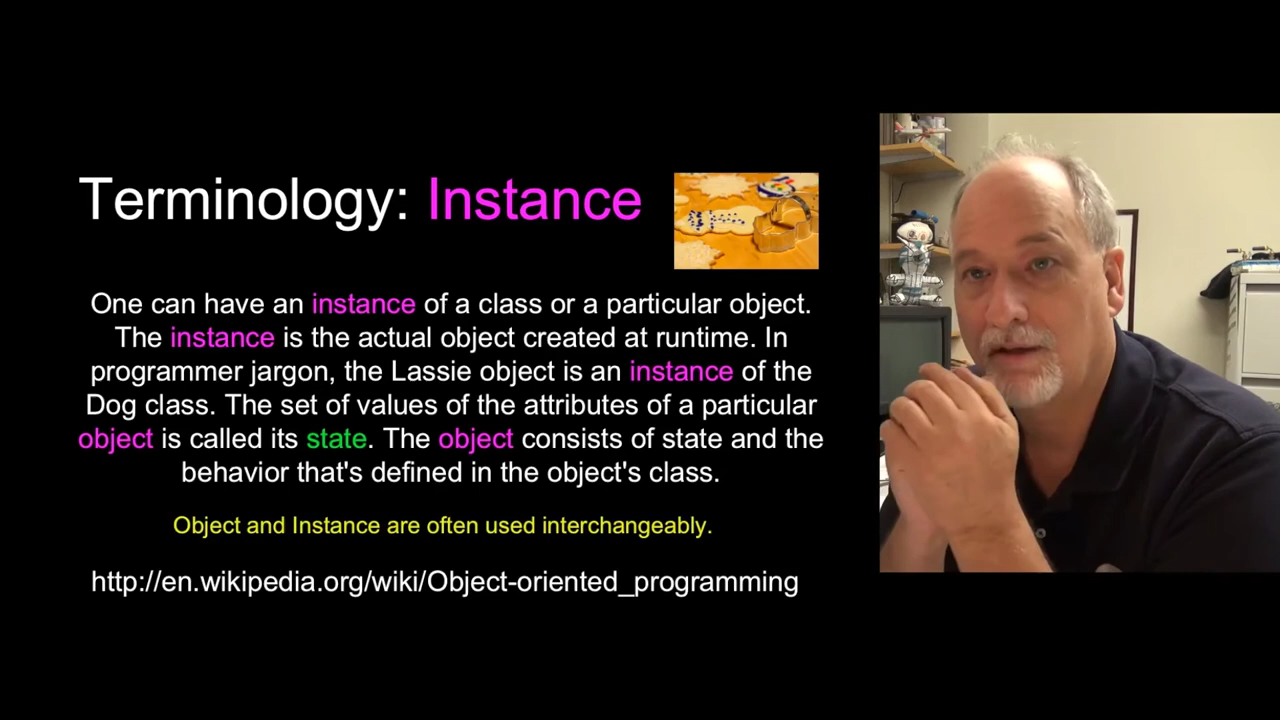 Terminology: Instance
One can have an instance of a class or a particular object.
The instance is the actual object created at runtime. In
programmer jargon, the Lassie object is an instance of the
Dog class. The set of values of the attributes of a particular
object is called its state. The object consists of state and the
behavior that's defined in the object's class.
Object and Instance are often used interchangeably.
http://en.wikipedia.org/wiki/Object-oriented_programming